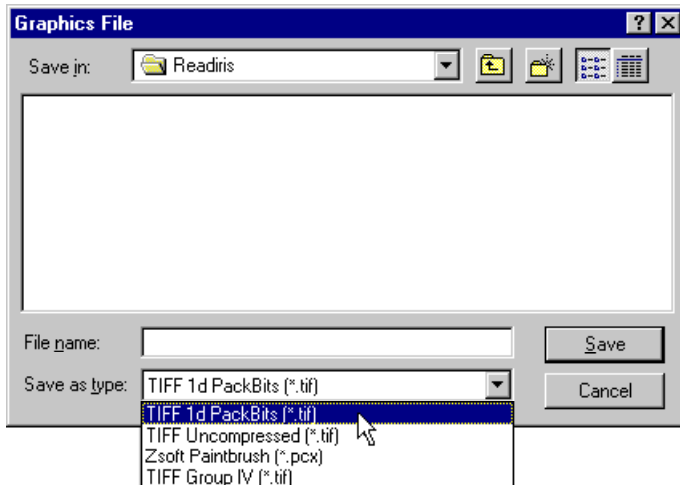 Graphics File
Save in: Readiris
File name:
Save
Save as type: TIFF 1d PackBits (*.tif)
Cancel
TIFF 1d PackBits (*.tif)
TIFF Uncompressed (*.tif)
Zsoft Paintbrush (*.pcx)
TIFF Group IV (*.tif)